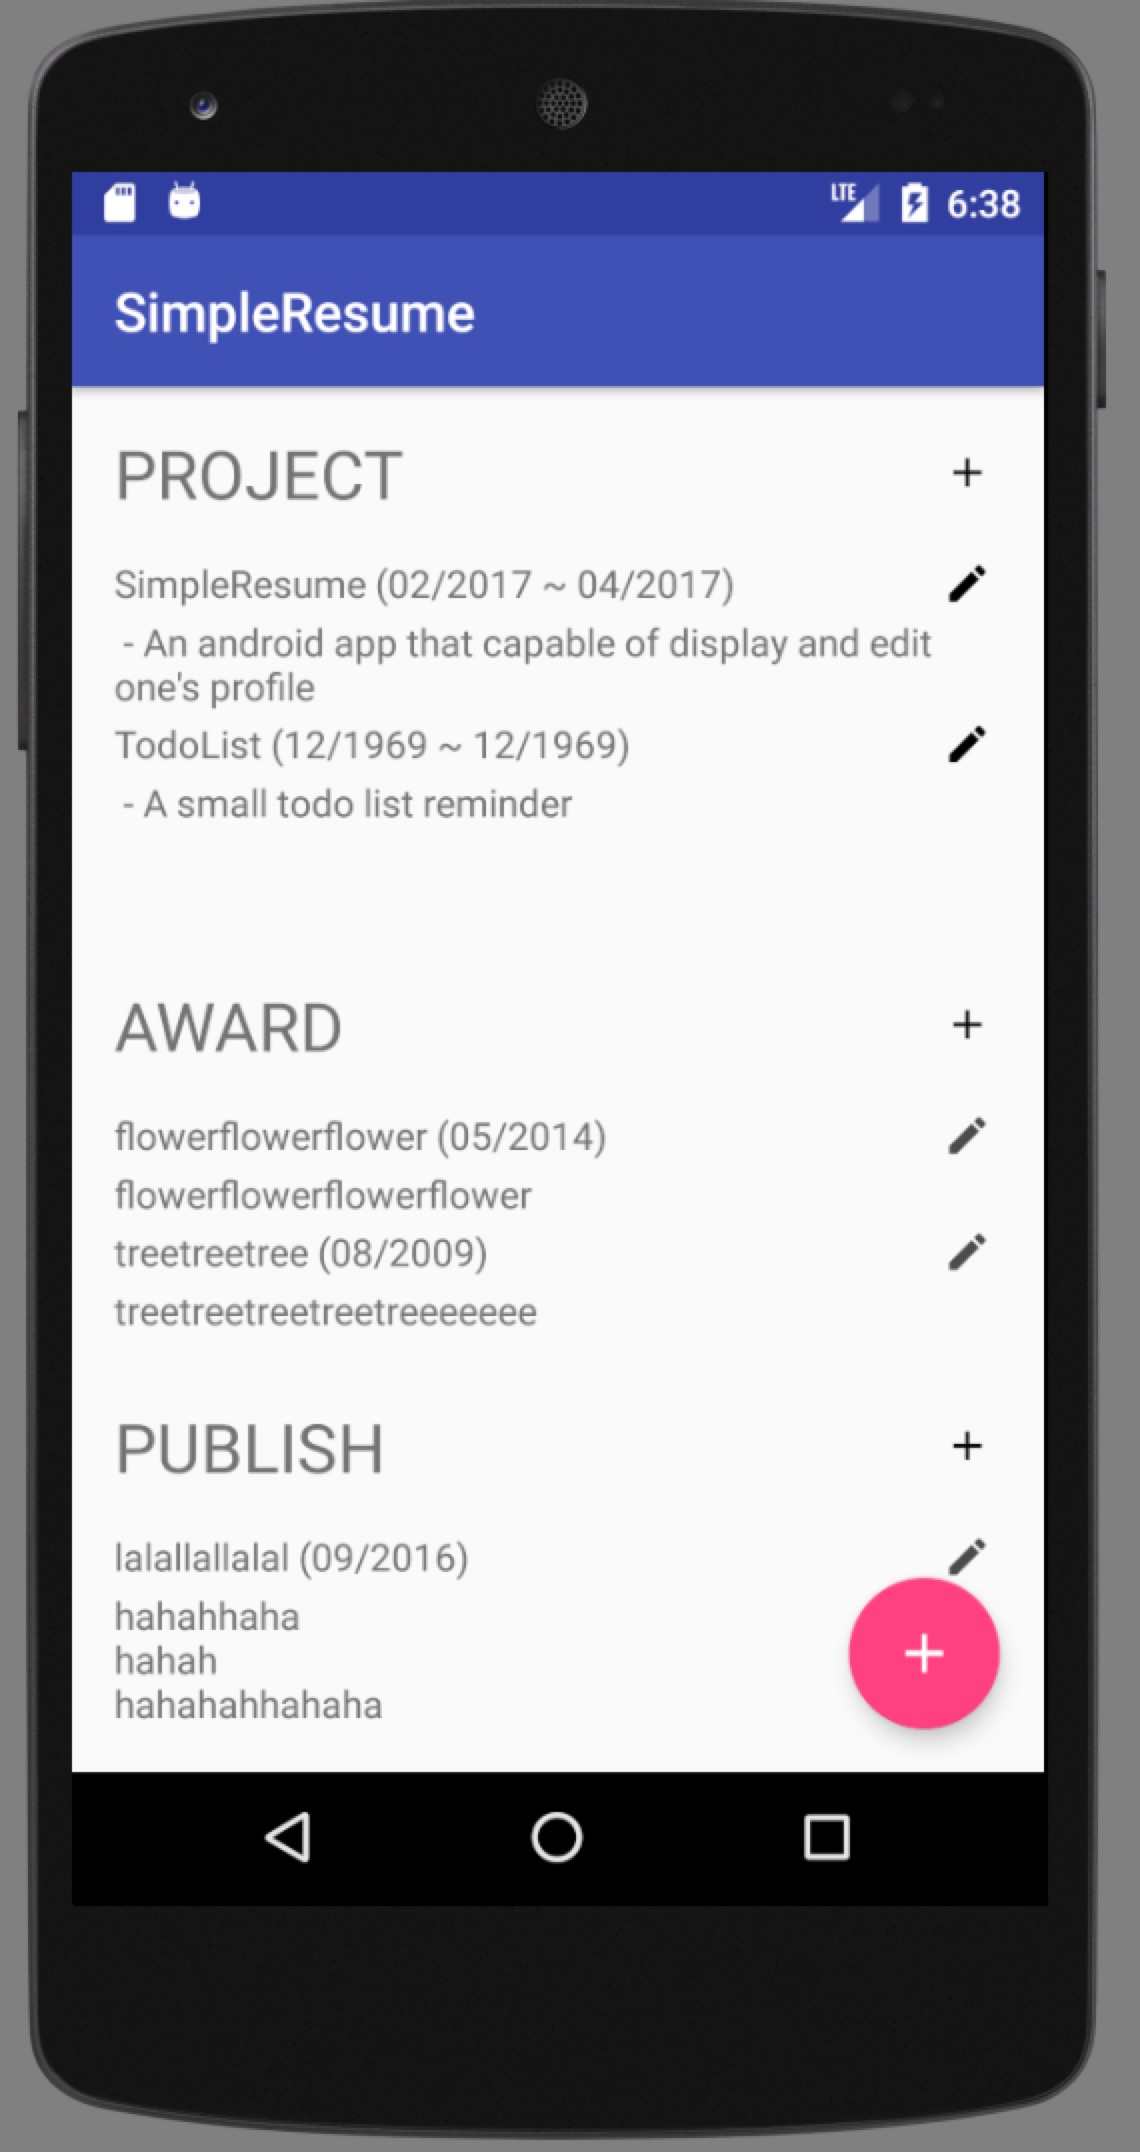 LTE 6:38
SimpleResume
PROJECT
SimpleResume (02/2017 ~ 04/2017)
- An android app that capable of display and edit
one's profile
TodoList (12/1969 ~ 12/1969)
- A small todo list reminder
AWARD
flowerflowerflower (05/2014)
flowerflowerflowerflower
treetreetree (08/2009)
treetreetreetreetreeeeeee
PUBLISH
lalallallalal (09/2016)
hahahhaha
hahah
hahahahhahaha